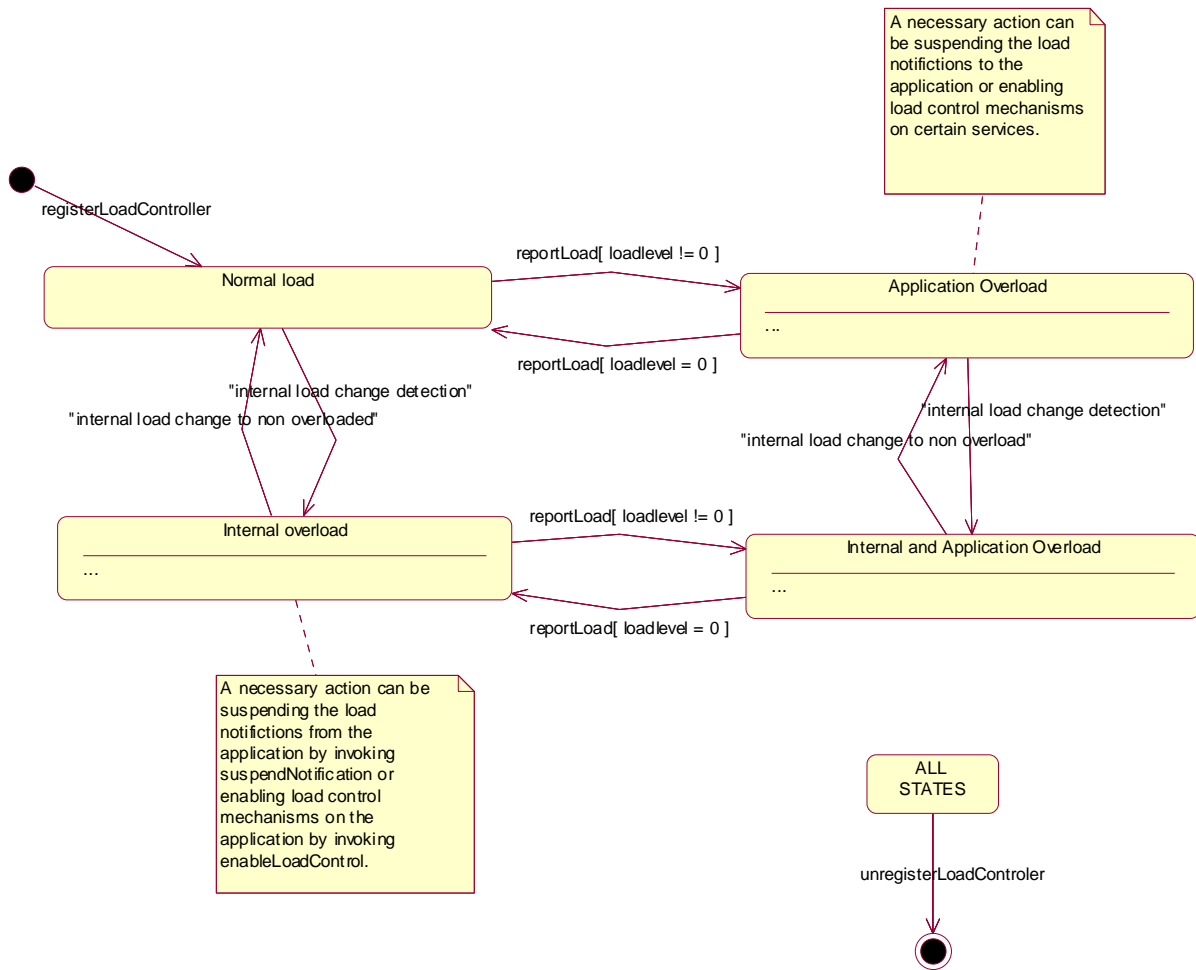 A necessary action can
be suspending the load
notifictions to the
application or enabling
load control mechanisms
on certain services.
registerLoadController
reportLoad[ loadlevel != 0 ]
Normal load
Application Overload
...
reportLoad[ loadlevel = 0 ]
"internal load change detection"
"internal load change to non overloaded"
"internal load change detection"
"internal load change to non overload"
reportLoad[ loadlevel != 0 ]
Internal overload
...
Internal and Application Overload
...
reportLoad[ loadlevel = 0 ]
A necessary action can be
suspending the load
notifictions from the
application by invoking
suspendNotification or
enabling load control
mechanisms on the
application by invoking
enableLoadControl.
ALL
STATES
unregisterLoadControler